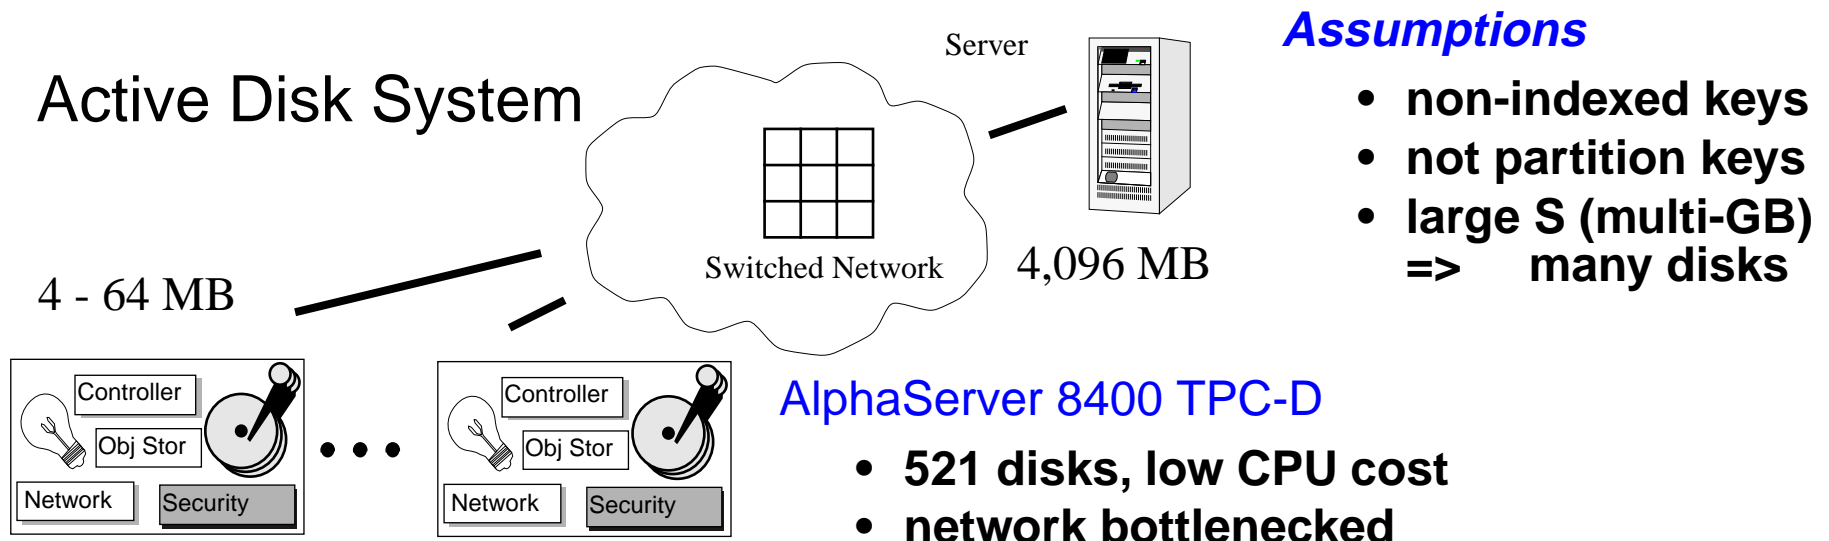 Active Disk System
Server
Switched Network
4,096 MB
4 - 64 MB
Controller
Obj Stor
Network
Security
Controller
Obj Stor
Network
Security
Assumptions
• non-indexed keys
• not partition keys
• large S (multi-GB)
=> many disks
AlphaServer 8400 TPC-D
• 521 disks, low CPU cost
• network bottlenecked